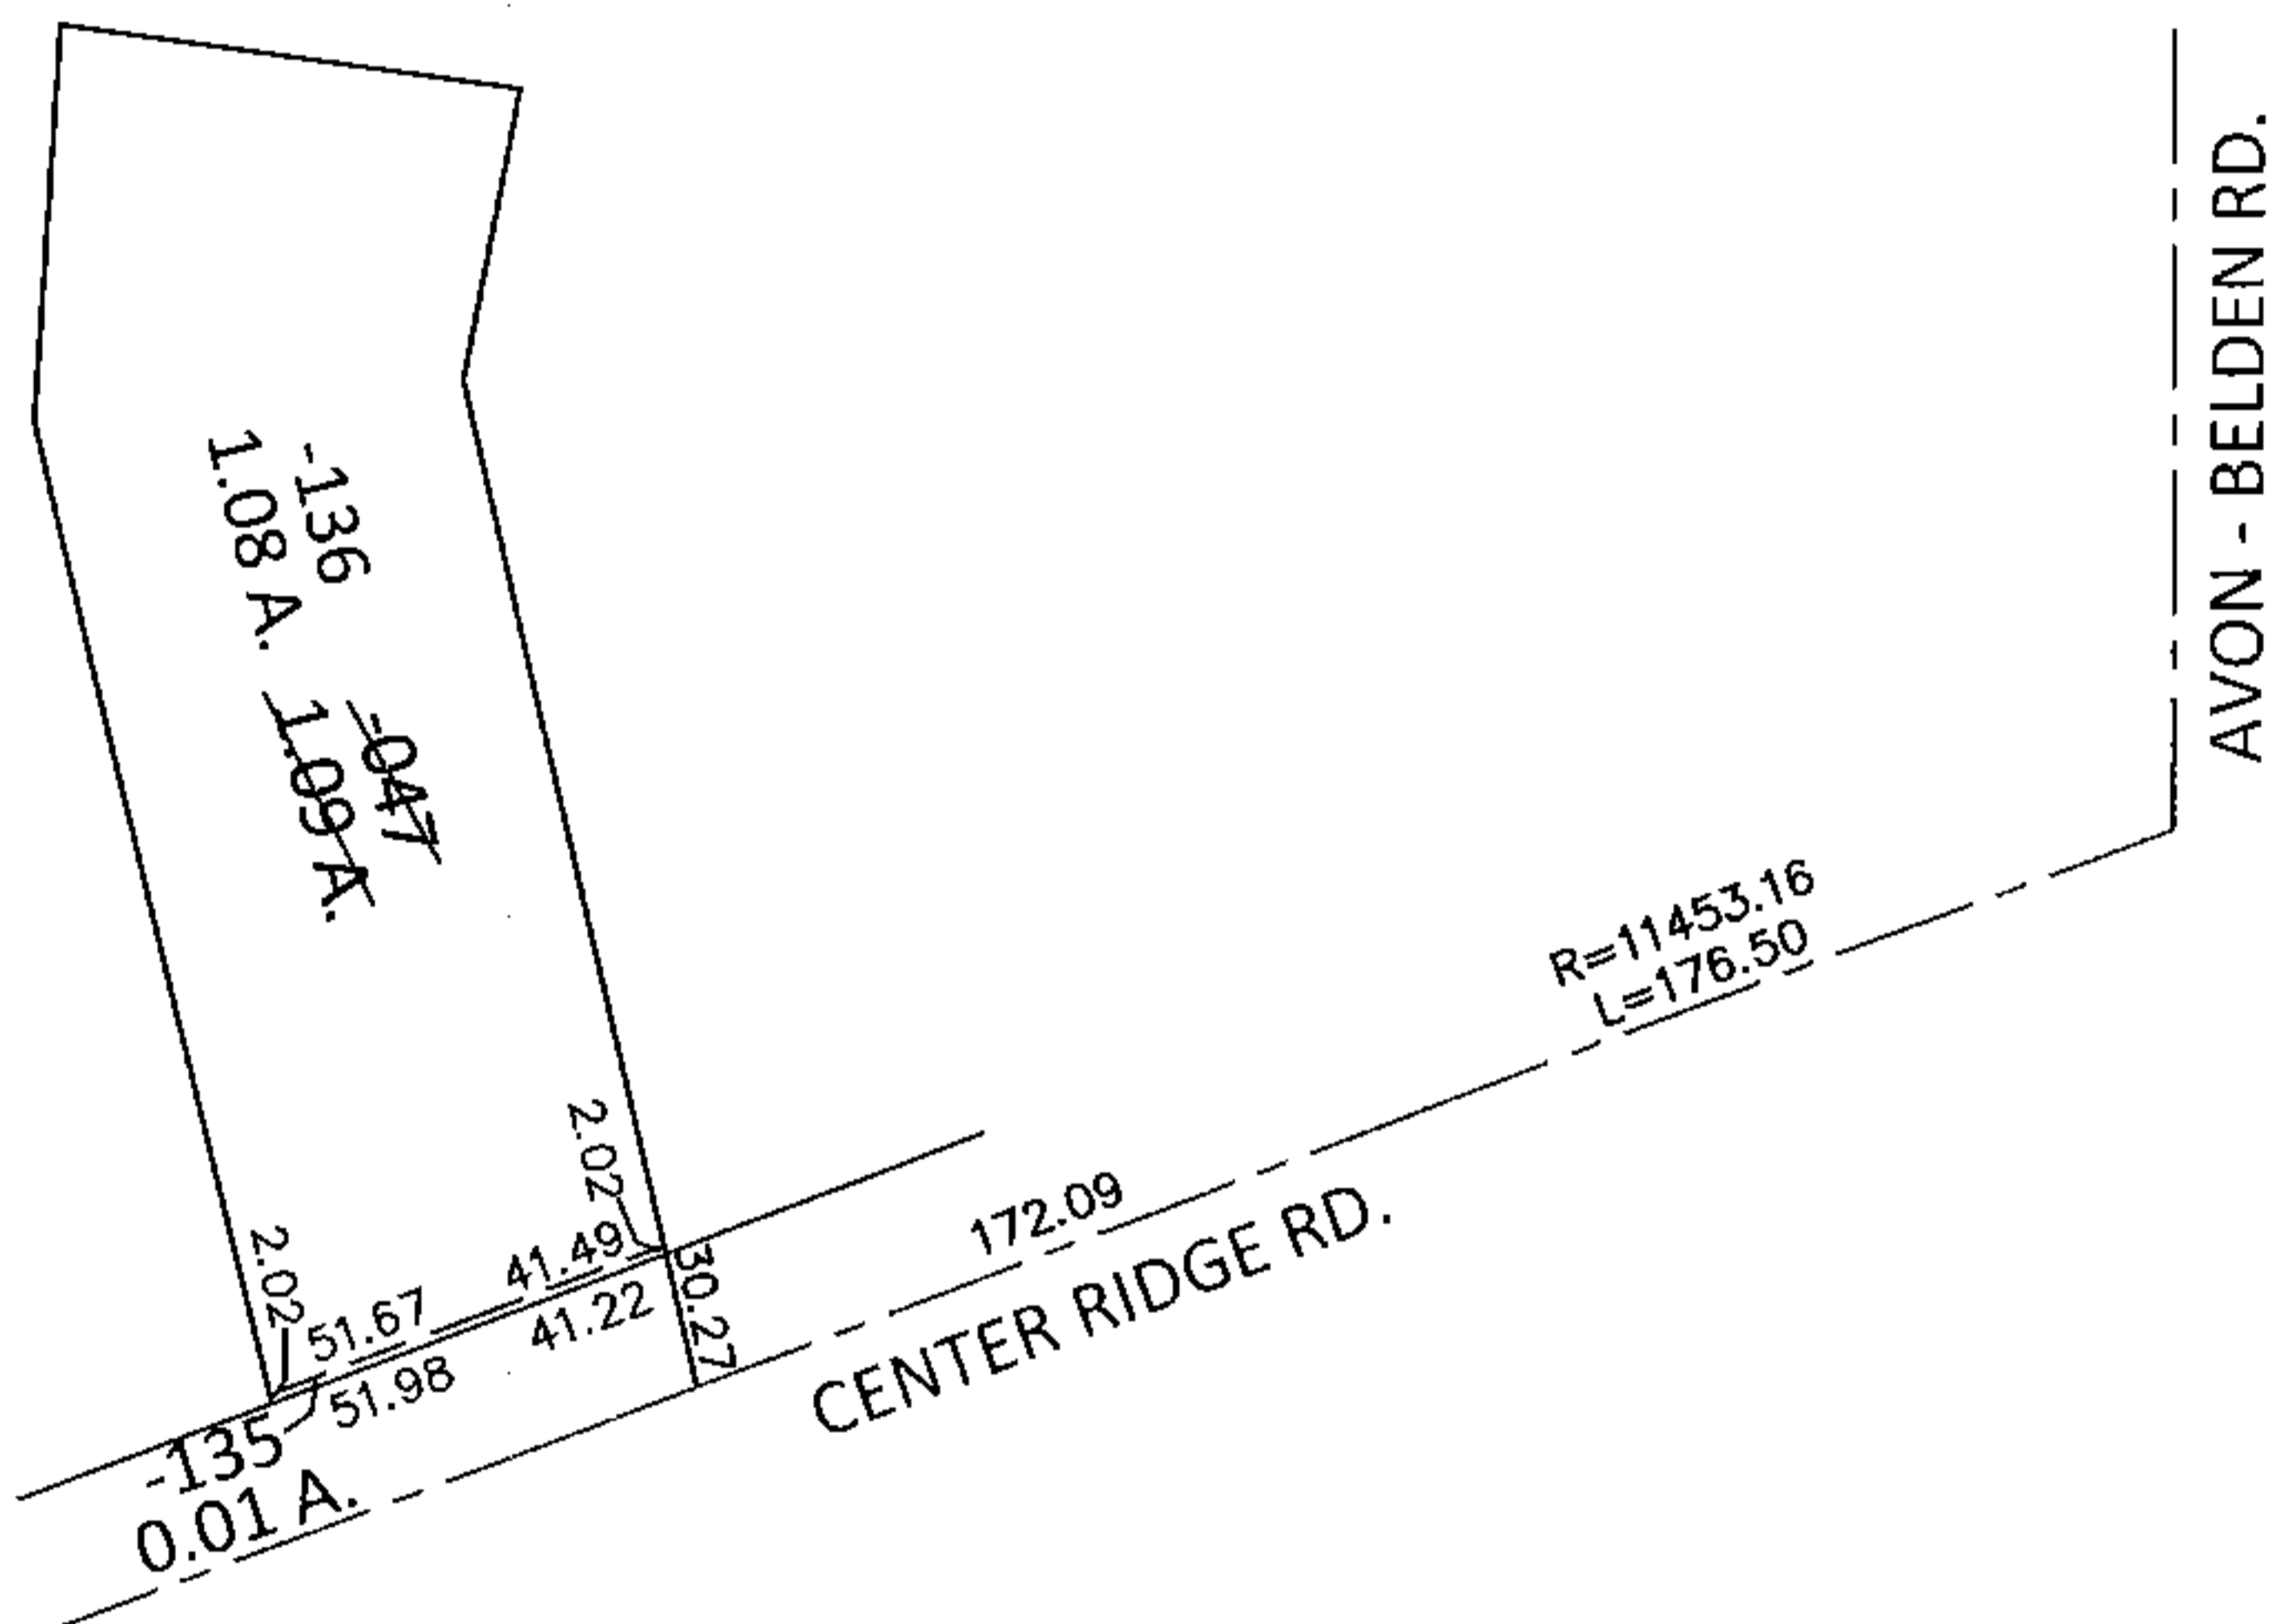 AVON - BELDEN RD.
-136
1.08 A.
-047
1.09 A.
R=11453.16
L=176.50
2.02
172.09
CENTER RIDGE RD.
2.02
51.67
41.49
30.27
51.98
41.22
-135
0.01 A.